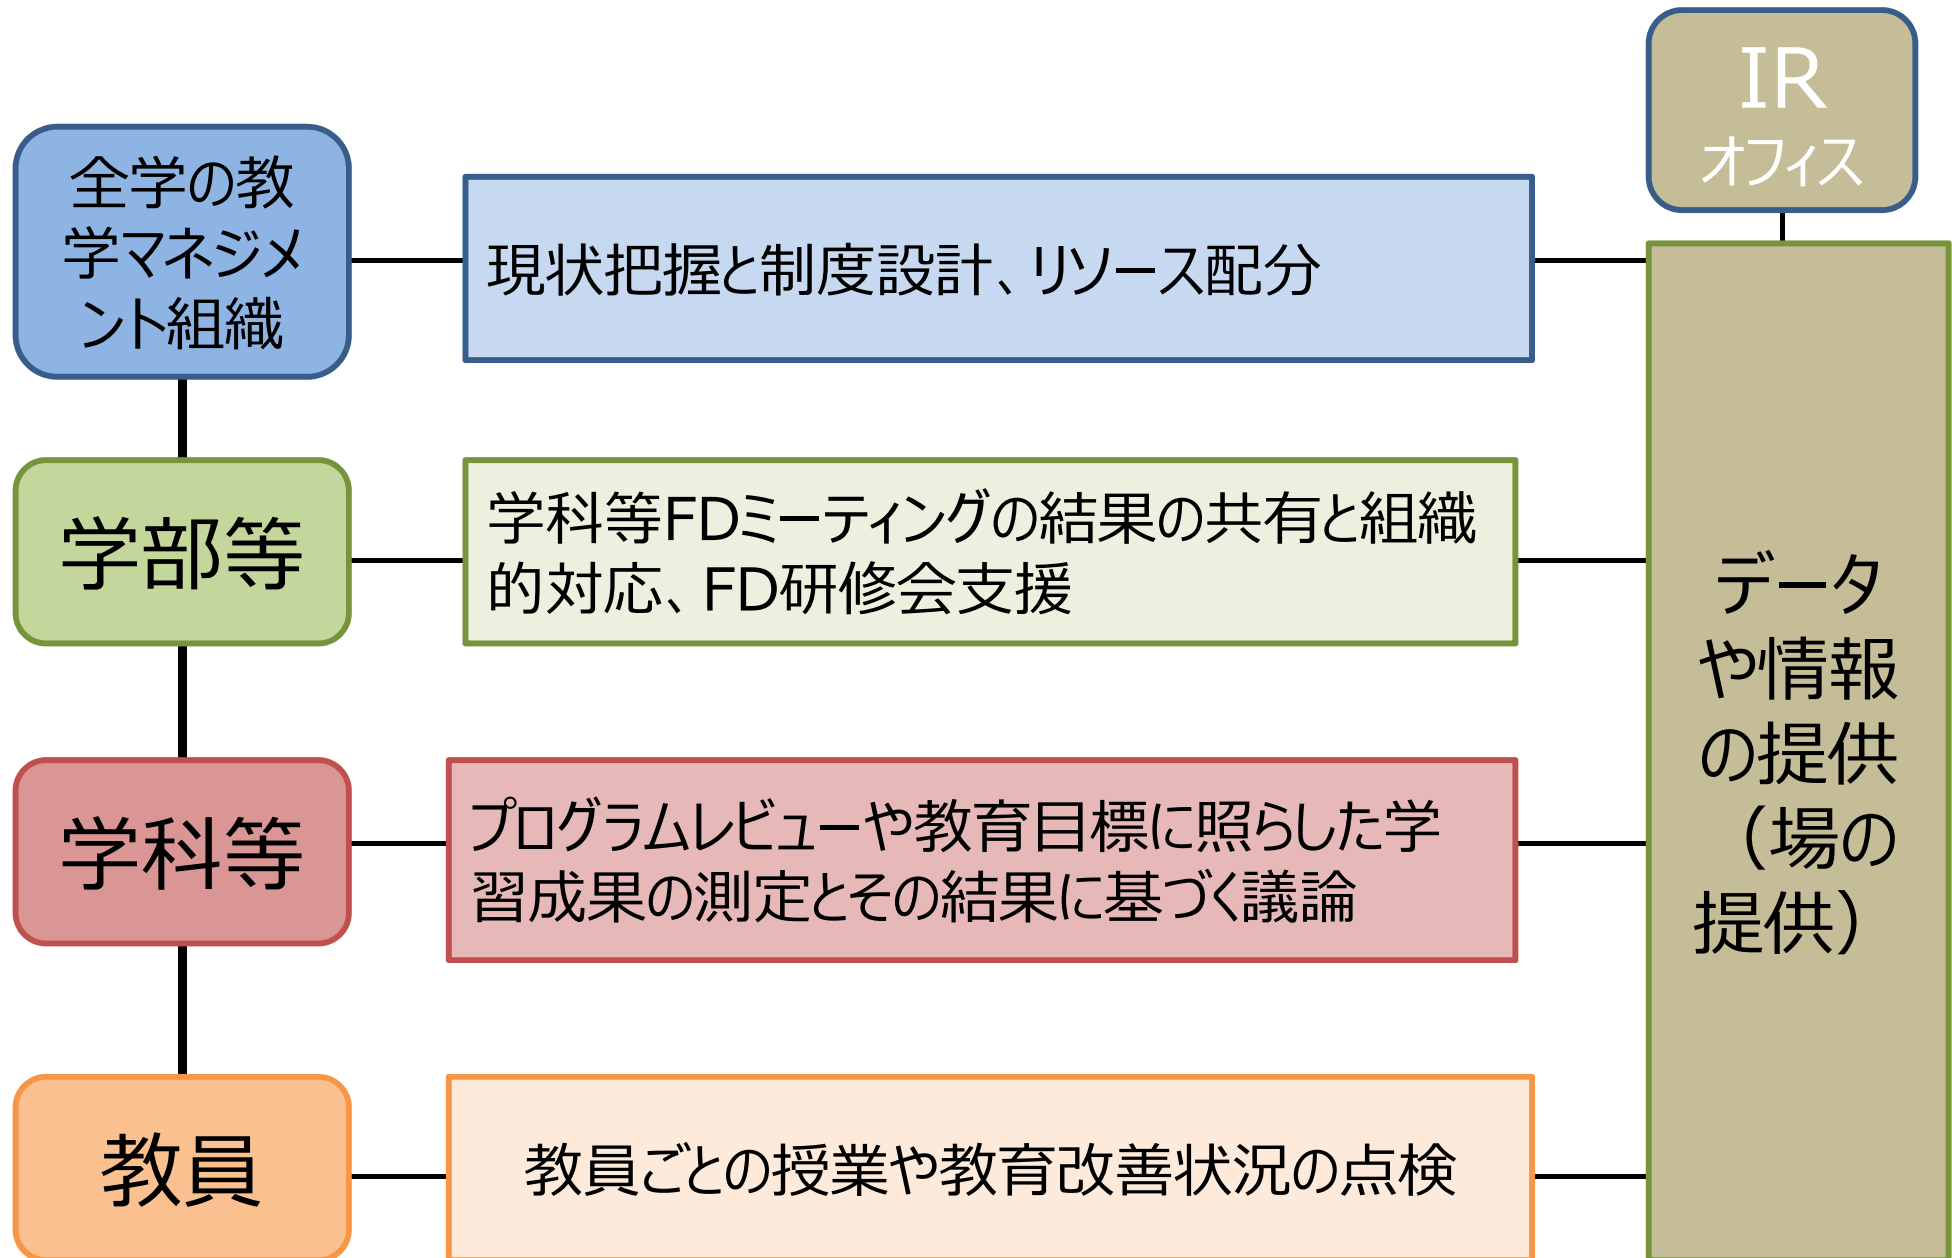 IR
オフィス
全学の教
学マネジメ
ント組織
現状把握と制度設計、リソース配分
学部等
学科等FDミーティングの結果の共有と組織
的対応、FD研修会支援
学科等
プログラムレビューや教育目標に照らした学
習成果の測定とその結果に基づく議論
教員
教員ごとの授業や教育改善状況の点検
データ
や情報
の提供
（場の
提供）